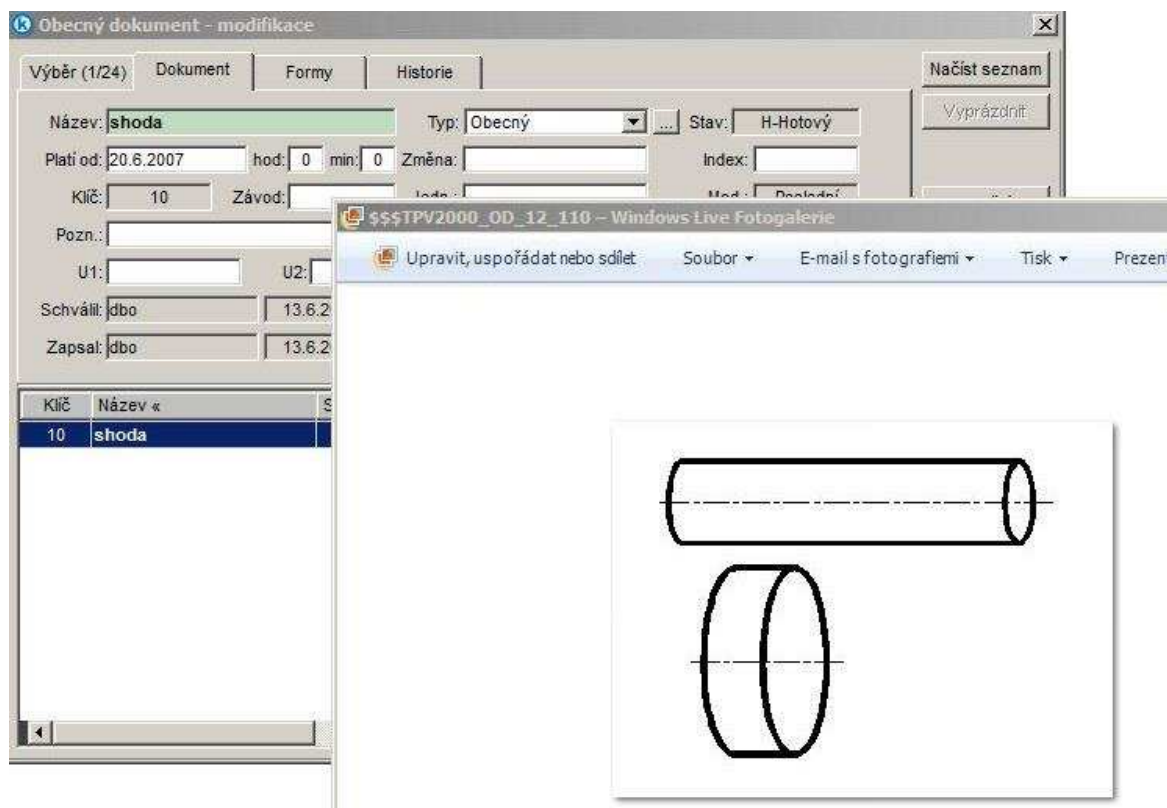 Obecný dokument - modifikace
Výběr (1/24) Dokument Formy Historie
Načíst seznam
Vyprázdnit
Název: shoda Typ: Obecný ... Stav: H-Hotový
Platí od: 20.6.2007 hod: 0 min: 0 Změna: Index:
Klíč: 10 Závod:
Pozn.:
U1: U2:
Schválil: dbo 13.6.2
Zapsal: dbo 13.6.2
Klíč Název «
10 shoda
$$$TPV2000_OD_12_110 – Windows Live Fotogalerie
Upravit, uspořádat nebo sdílet Soubor E-mail s fotografiemi Tisk Prezen